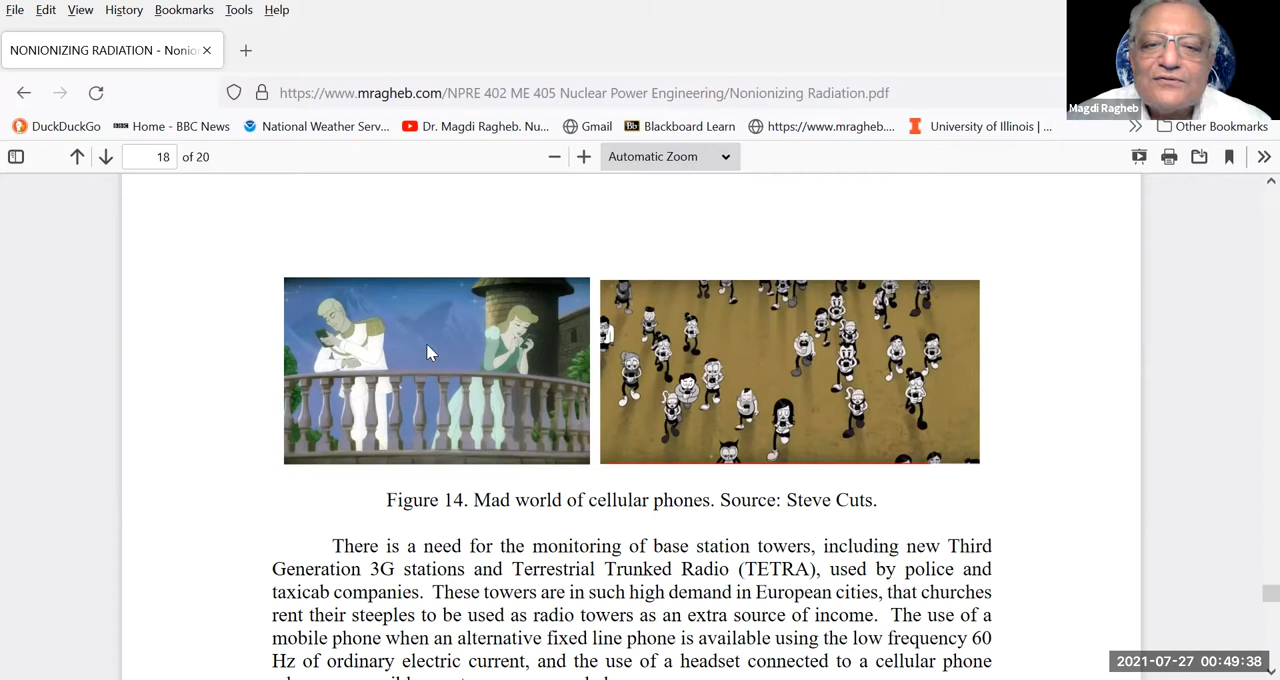 File Edit View History Bookmarks Tools Help
NONIONIZING RADIATION - Nonio
https://www.mragheb.com/NPRE 402 ME 405 Nuclear Power Engineering/Nonionizing Radiation.pdf
Magdi Ragheb
DuckDuckGo BBC Home - BBC News National Weather Serv... Dr. Magdi Ragheb. Nu... Gmail Bb Blackboard Learn https://www.mragheb.... University of Illinois | ... Other Bookmarks
18 of 20 Automatic Zoom
Figure 14. Mad world of cellular phones. Source: Steve Cuts.
There is a need for the monitoring of base station towers, including new Third
Generation 3G stations and Terrestrial Trunked Radio (TETRA), used by police and
taxicab companies. These towers are in such high demand in European cities, that churches
rent their steeples to be used as radio towers as an extra source of income. The use of a
mobile phone when an alternative fixed line phone is available using the low frequency 60
Hz of ordinary electric current, and the use of a headset connected to a cellular phone
2021-07-27 00:49:38